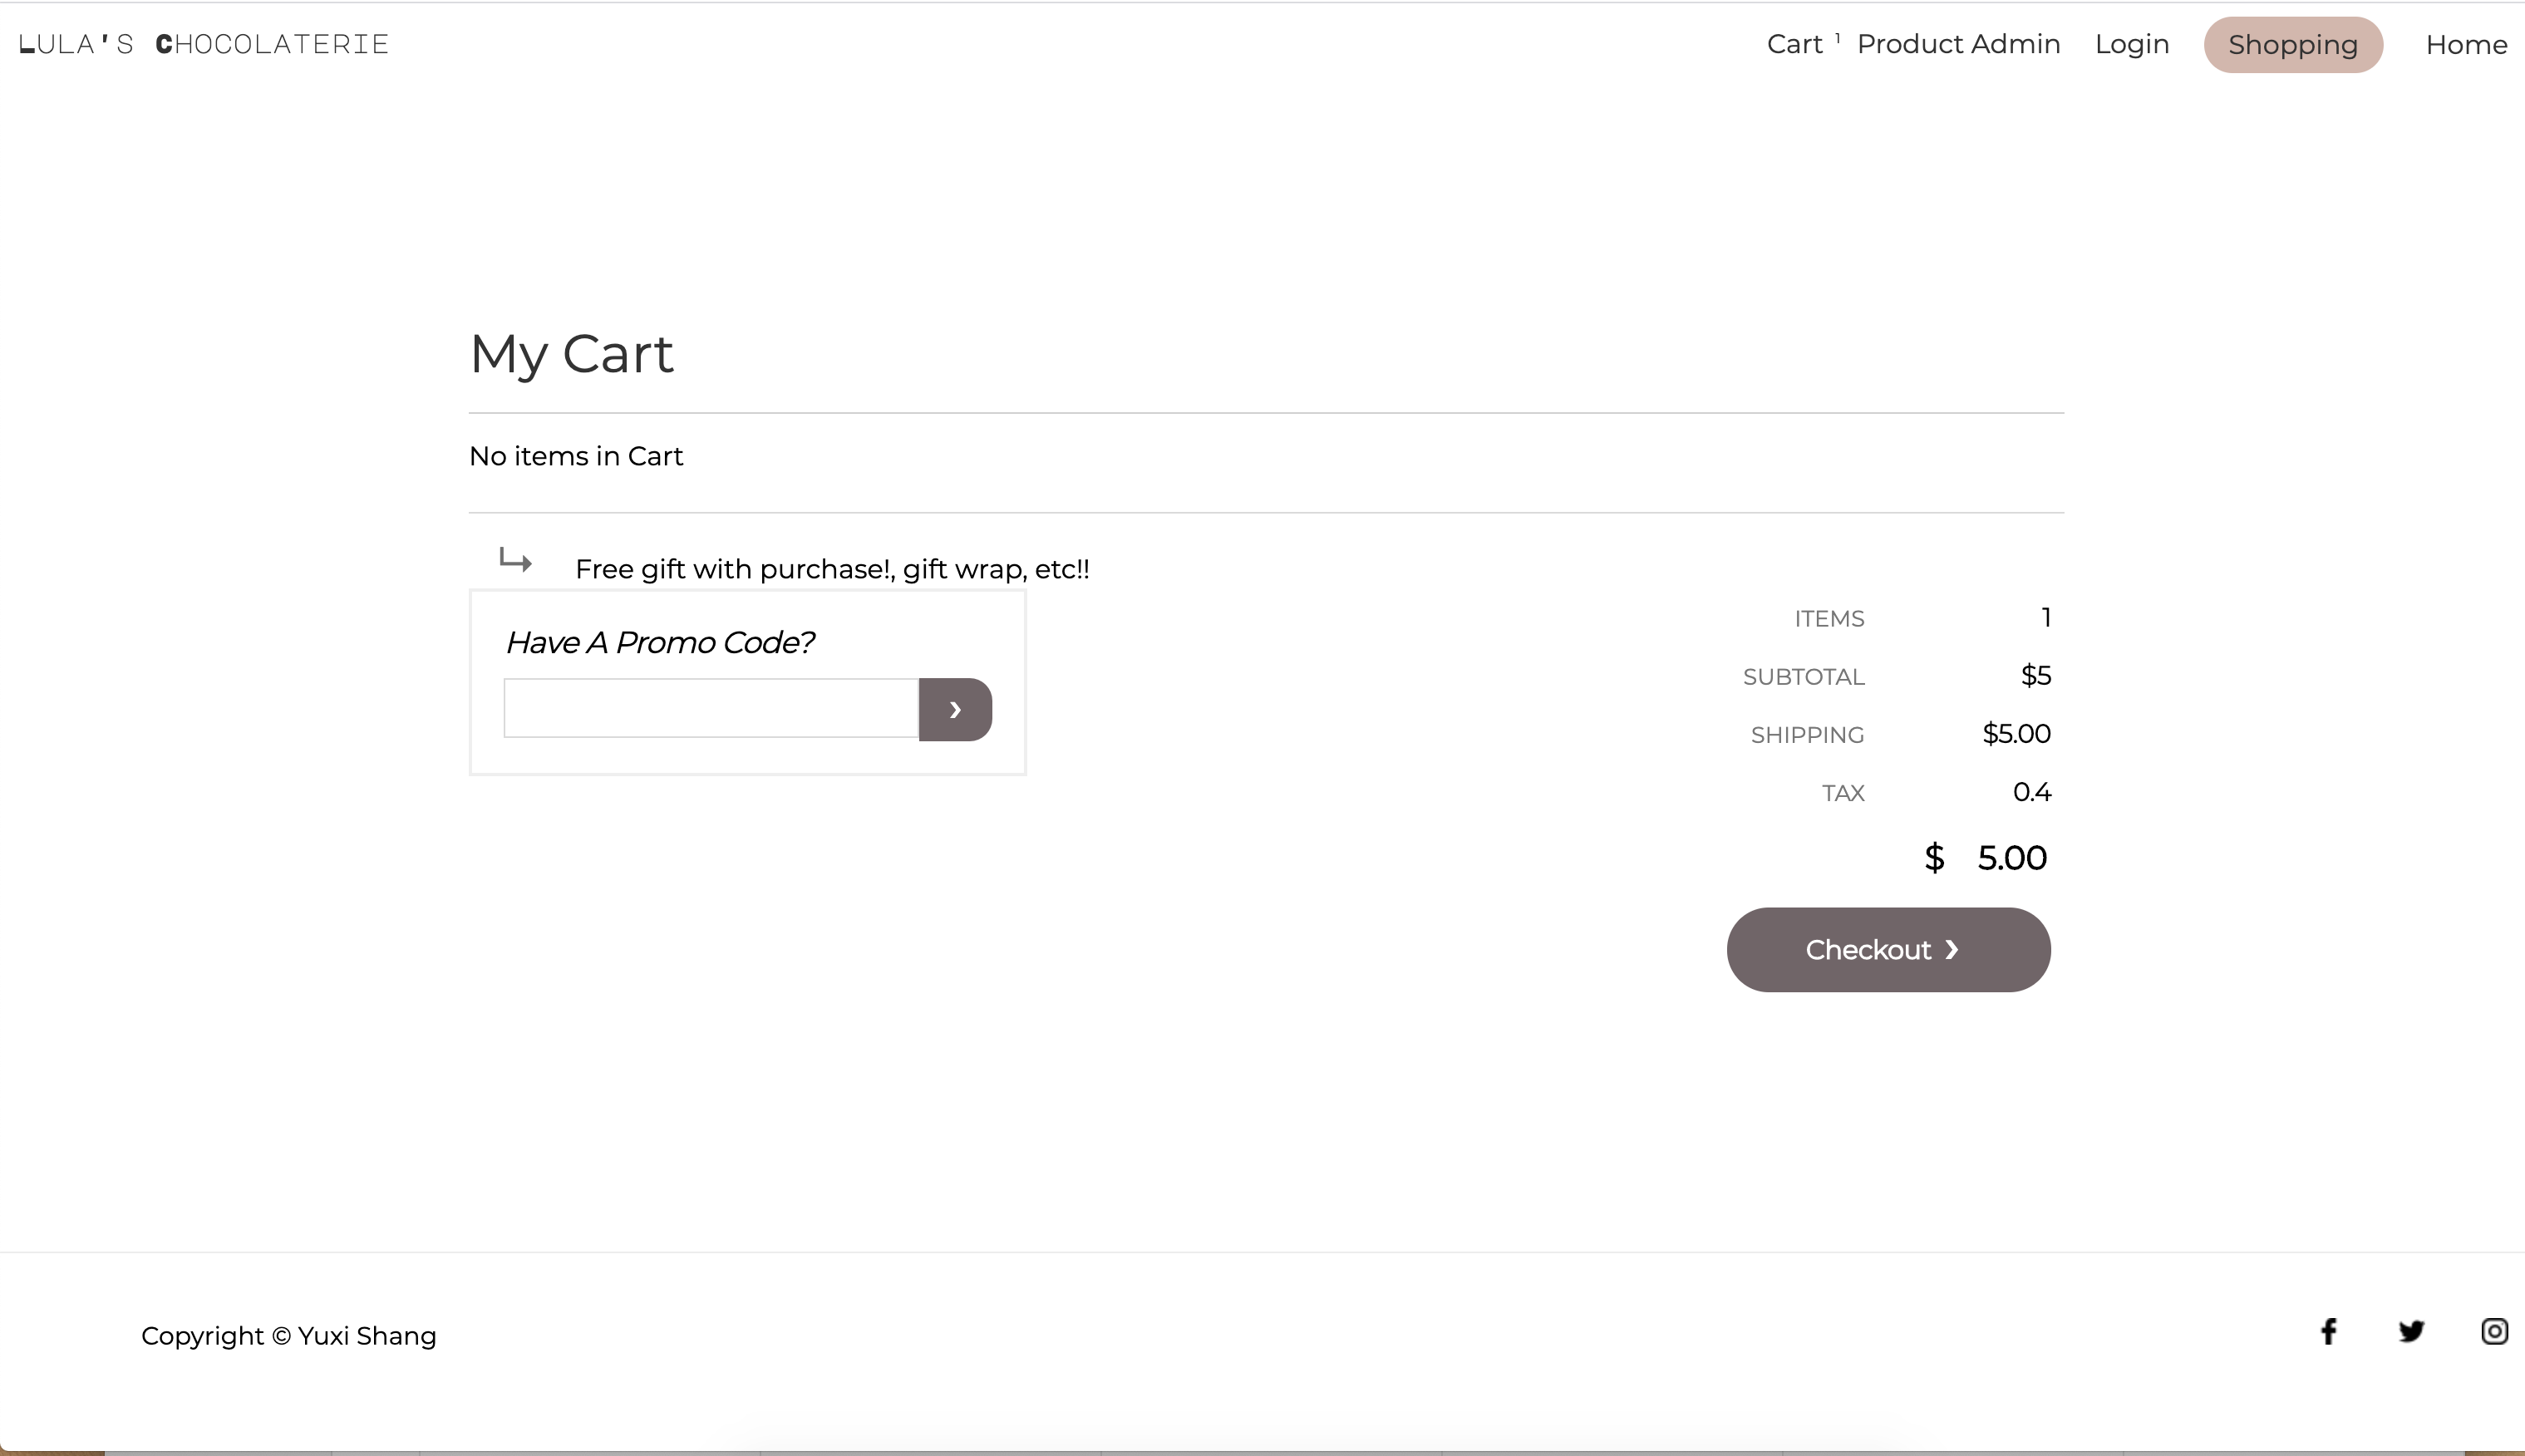 LULA'S CHOCOLATERIE
Cart 1 Product Admin Login Shopping Home
My Cart
No items in Cart
Free gift with purchase!, gift wrap, etc!!
Have A Promo Code?
›
ITEMS 1
SUBTOTAL $5
SHIPPING $5.00
TAX 0.4
$ 5.00
Checkout ›
Copyright © Yuxi Shang